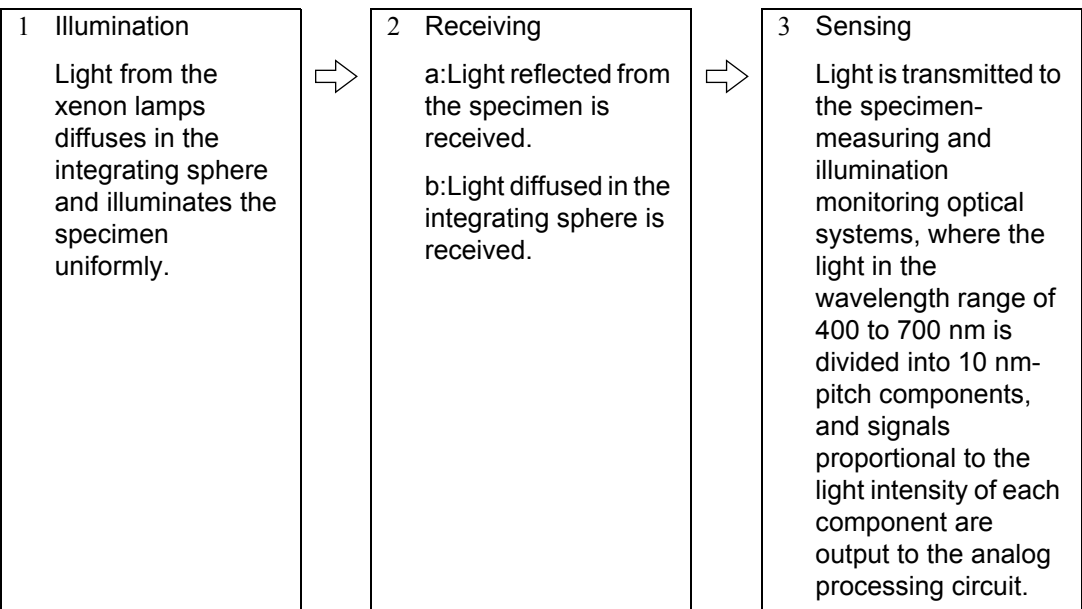 1 Illumination
Light from the
xenon lamps
diffuses in the
integrating sphere
and illuminates the
specimen
uniformly.
2 Receiving
a:Light reflected from
the specimen is
received.
b:Light diffused in the
integrating sphere is
received.
3 Sensing
Light is transmitted to
the specimen-
measuring and
illumination
monitoring optical
systems, where the
light in the
wavelength range of
400 to 700 nm is
divided into 10 nm-
pitch components,
and signals
proportional to the
light intensity of each
component are
output to the analog
processing circuit.